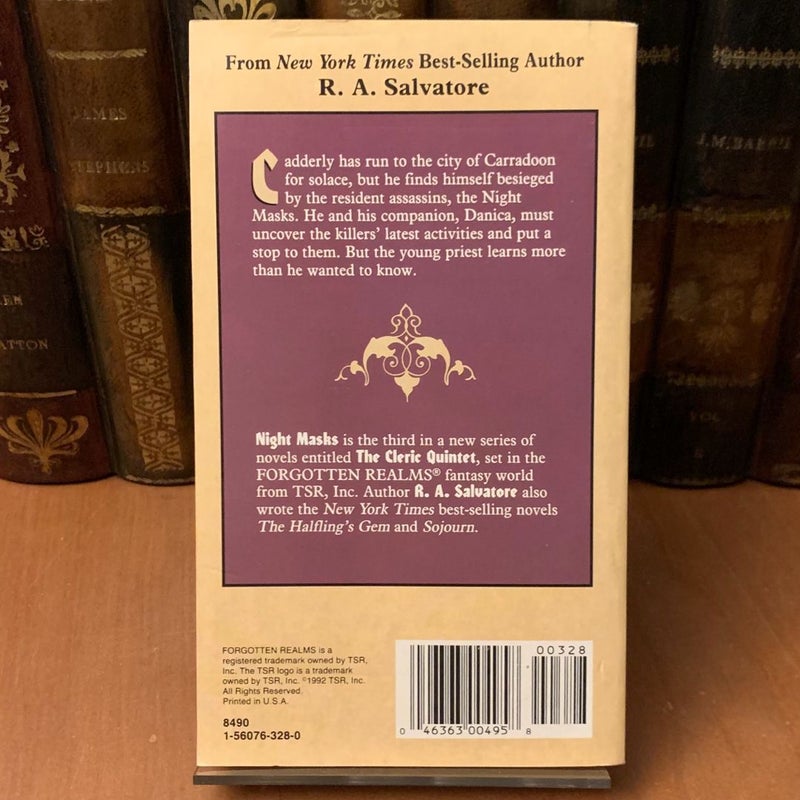 From New York Times Best-Selling Author
R. A. Salvatore
Cadderly has run to the city of Carradoon
for solace, but he finds himself besieged
by the resident assassins, the Night
Masks. He and his companion, Danica, must
uncover the killers' latest activities and put a
stop to them. But the young priest learns more
than he wanted to know.
Night Masks is the third in a new series of
novels entitled The Cleric Quintet, set in the
FORGOTTEN REALMS® fantasy world
from TSR, Inc. Author R. A. Salvatore also
wrote the New York Times best-selling novels
The Halfling's Gem and Sojourn.
FORGOTTEN REALMS is a
registered trademark owned by TSR,
Inc. The TSR logo is a trademark
owned by TSR, Inc. ©1992 TSR, Inc.
All Rights Reserved.
Printed in U.S.A.
8490
1-56076-328-0
00328
0 46363 00495 8
JAMES
STEPHENS
ATTON
J.M. BARRIE
VOL